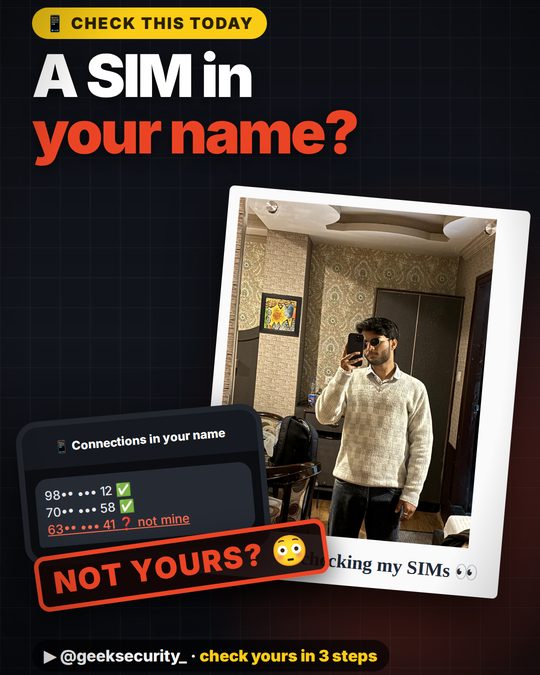 📱 CHECK THIS TODAY
A SIM in
your name?
📱 Connections in your name
98•• ••• 12 ✅
70•• ••• 58 ✅
63•• ••• 41 ❓ not mine
NOT YOURS? 😳
checking my SIMs 👀
▶ @geeksecurity_ · check yours in 3 steps